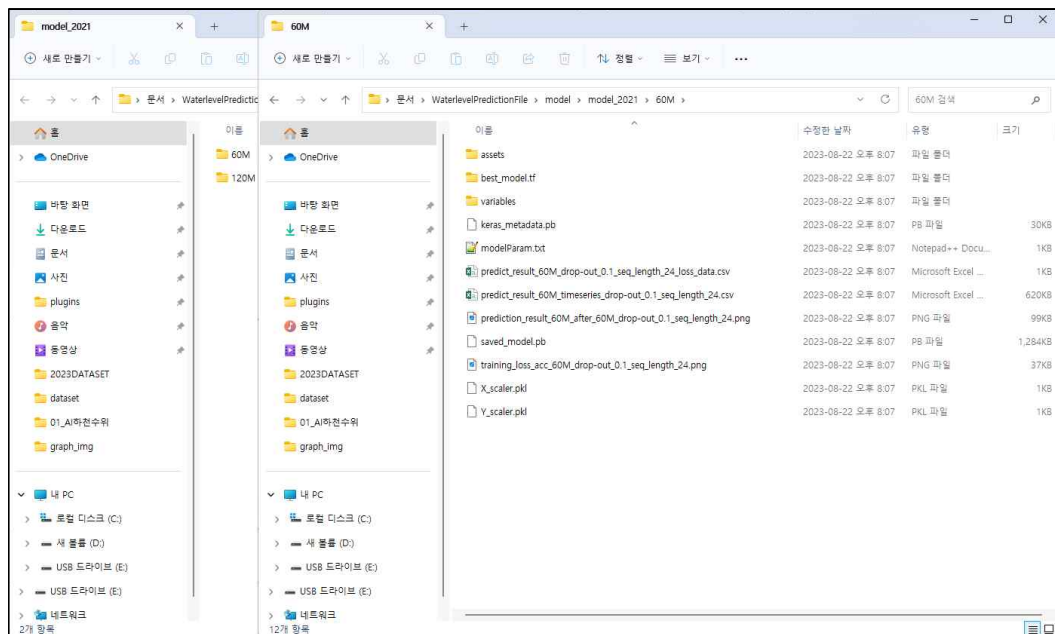 model_2021
새로 만들기
문서 > WaterlevelPredictic
홈
OneDrive
바탕 화면
다운로드
문서
사진
plugins
음악
동영상
2023DATASET
dataset
01_AI하천수위
graph_img
내 PC
로컬 디스크 (C:)
새 볼륨 (D:)
USB 드라이브 (E:)
USB 드라이브 (E:)
네트워크
2개 항목
이름
60M
120M
60M
새로 만들기
정렬
보기
문서 > WaterlevelPredictionFile > model > model_2021 > 60M >
60M 검색
홈
OneDrive
바탕 화면
다운로드
문서
사진
plugins
음악
동영상
2023DATASET
dataset
01_AI하천수위
graph_img
내 PC
로컬 디스크 (C:)
새 볼륨 (D:)
USB 드라이브 (E:)
USB 드라이브 (E:)
네트워크
12개 항목
이름 수정한 날짜 유형 크기
assets 2023-08-22 오후 8:07 파일 폴더
best_model.tf 2023-08-22 오후 8:07 파일 폴더
variables 2023-08-22 오후 8:07 파일 폴더
keras_metadata.pb 2023-08-22 오후 8:07 PB 파일 30KB
modelParam.txt 2023-08-22 오후 8:07 Notepad++ Docu... 1KB
predict_result_60M_drop-out_0.1_seq_length_24_loss_data.csv 2023-08-22 오후 8:07 Microsoft Excel ... 1KB
predict_result_60M_timeseries_drop-out_0.1_seq_length_24.csv 2023-08-22 오후 8:07 Microsoft Excel ... 620KB
prediction_result_60M_after_60M_drop-out_0.1_seq_length_24.png 2023-08-22 오후 8:07 PNG 파일 99KB
saved_model.pb 2023-08-22 오후 8:07 PB 파일 1,284KB
training_loss_acc_60M_drop-out_0.1_seq_length_24.png 2023-08-22 오후 8:07 PNG 파일 37KB
X_scaler.pkl 2023-08-22 오후 8:07 PKL 파일 1KB
Y_scaler.pkl 2023-08-22 오후 8:07 PKL 파일 1KB